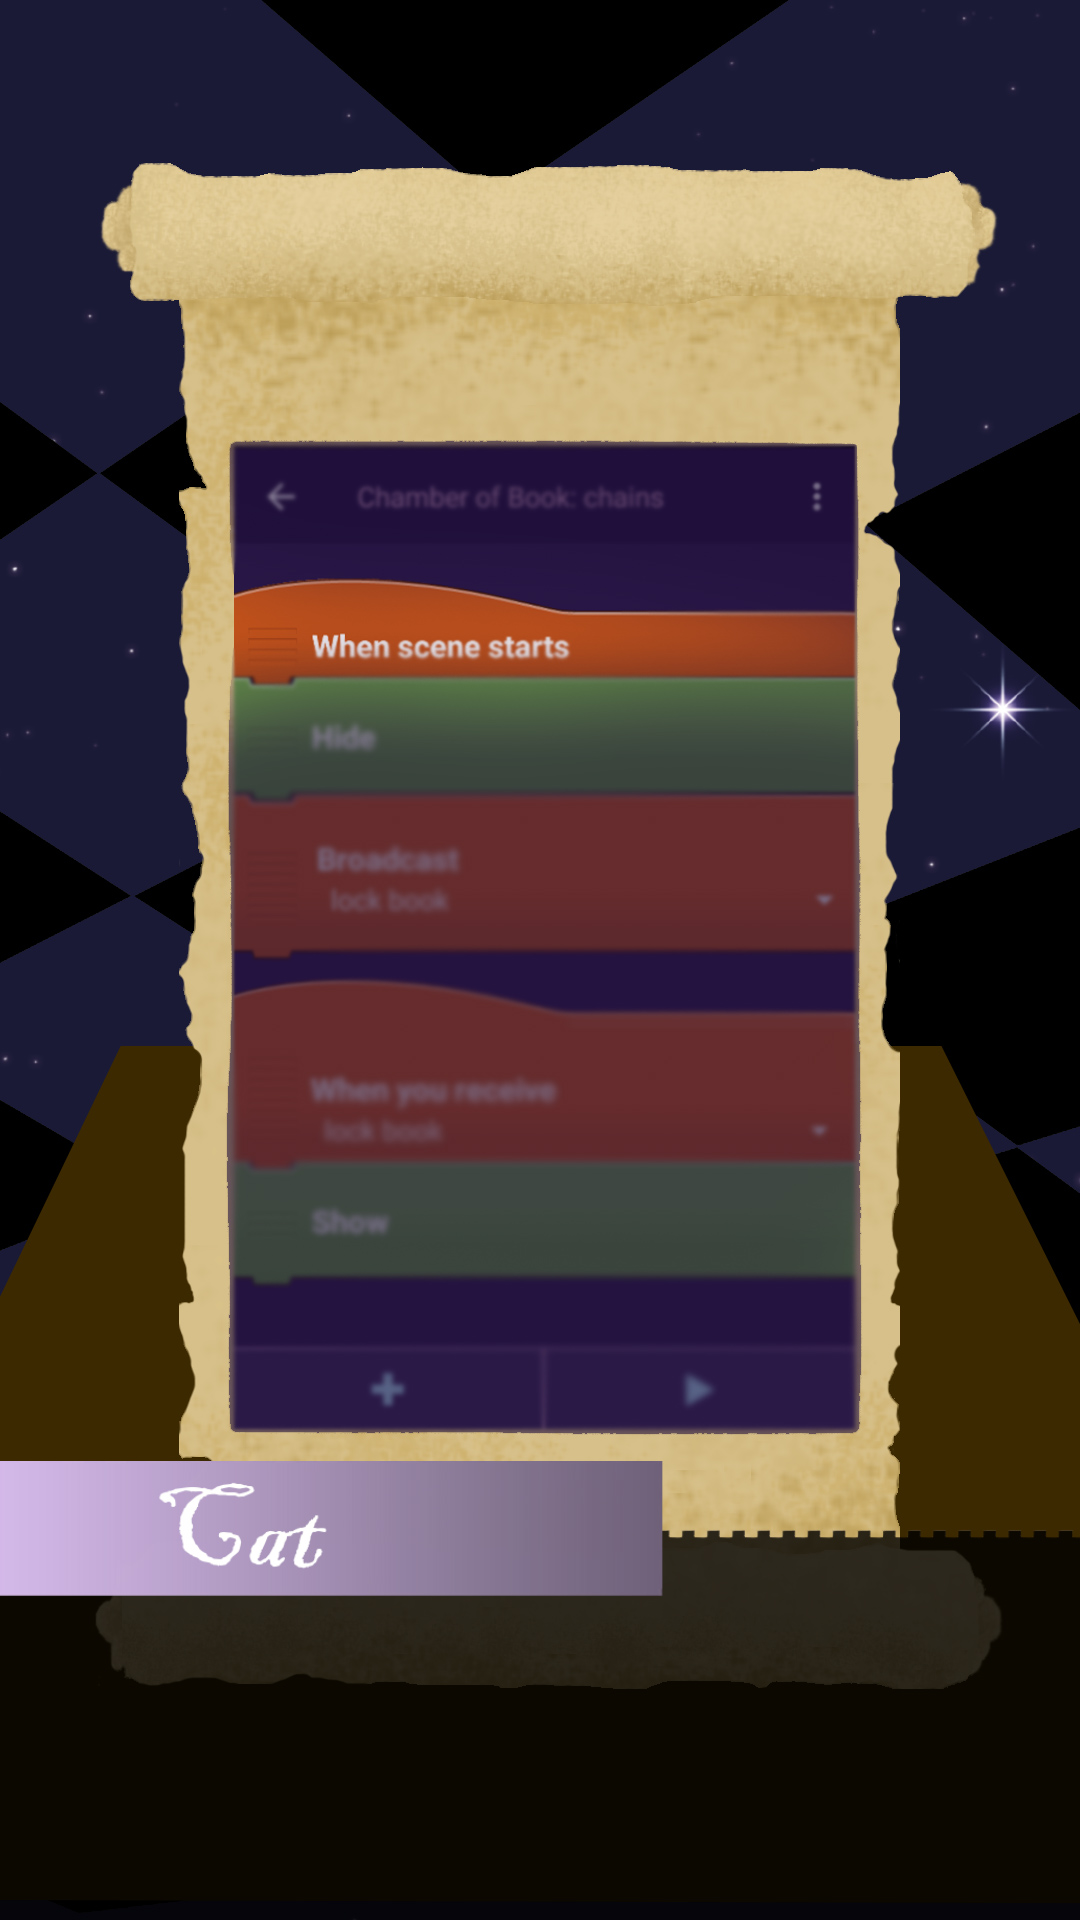 Chamber of Book: chains
When scene starts
Hide
Broadcast
lock book
When you receive
lock book
Show
Cat